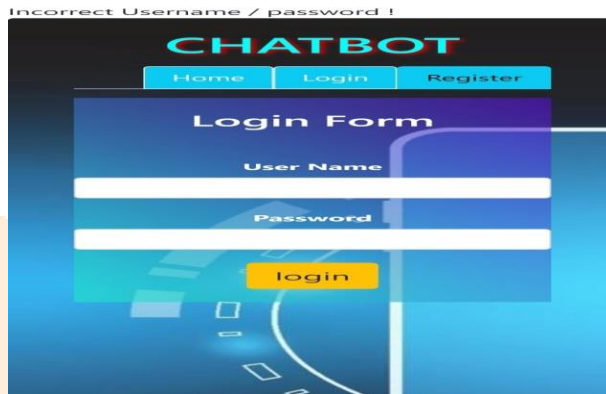 Incorrect Username / password !
CHATBOT
Home Login Register
Login Form
User Name
Password
login